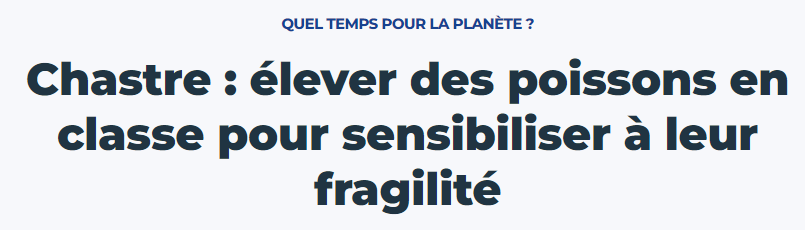 QUEL TEMPS POUR LA PLANÈTE ?
Chastre : élever des poissons en
classe pour sensibiliser à leur
fragilité